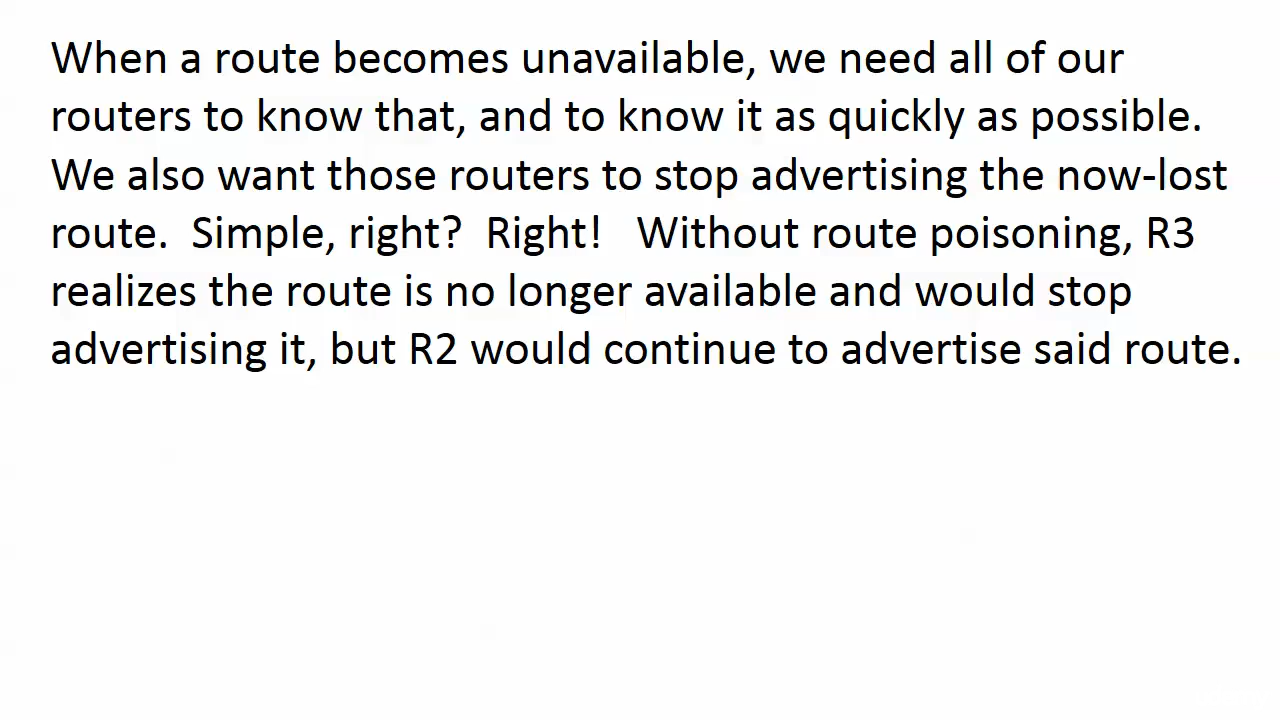 When a route becomes unavailable, we need all of our
routers to know that, and to know it as quickly as possible.
We also want those routers to stop advertising the now-lost
route.  Simple, right?  Right!   Without route poisoning, R3
realizes the route is no longer available and would stop
advertising it, but R2 would continue to advertise said route.